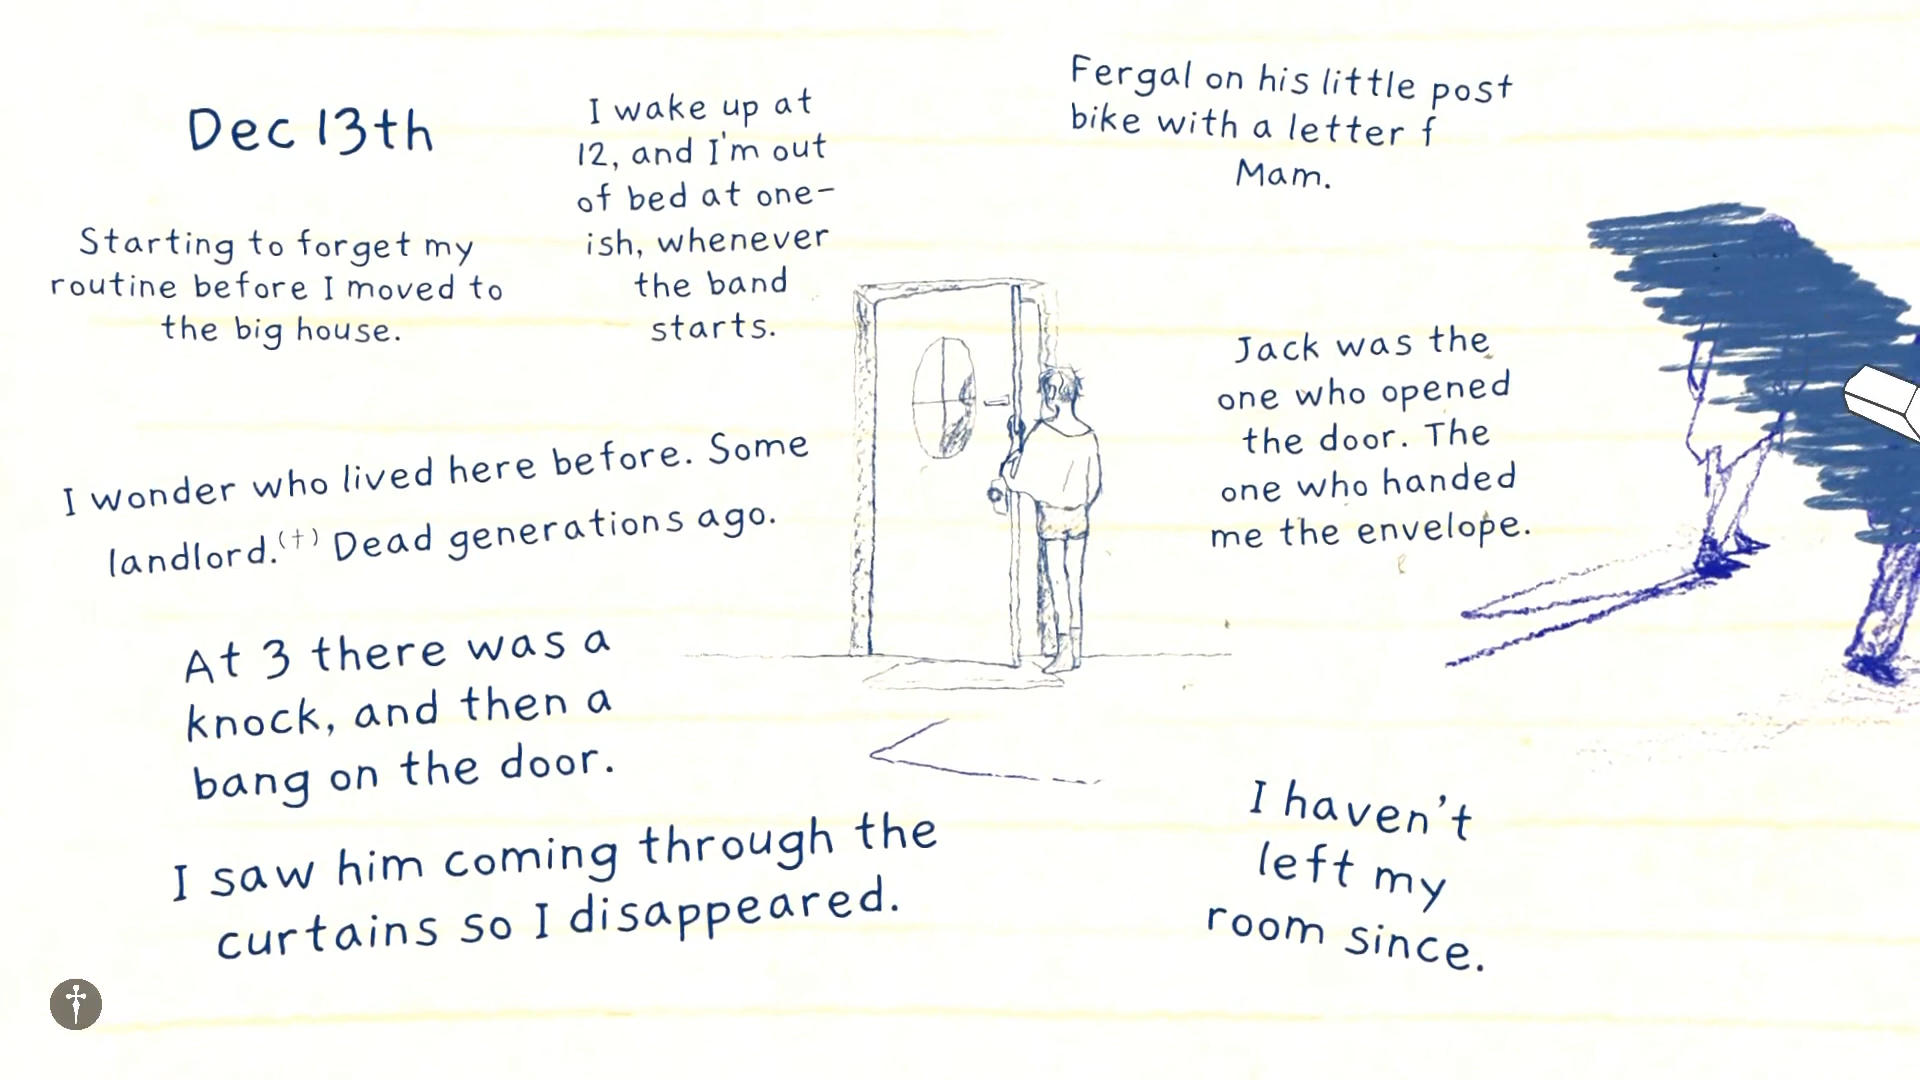 Dec 13th
Starting to forget my
routine before I moved to
the big house.
I wake up at
12, and I'm out
of bed at one-
ish, whenever
the band
starts.
I wonder who lived here before. Some
landlord.(†) Dead generations ago.
At 3 there was a
knock, and then a
bang on the door.
I saw him coming through the
curtains so I disappeared.
Fergal on his little post
bike with a letter f
Mam.
Jack was the
one who opened
the door. The
one who handed
me the envelope.
I haven't
left my
room since.
†